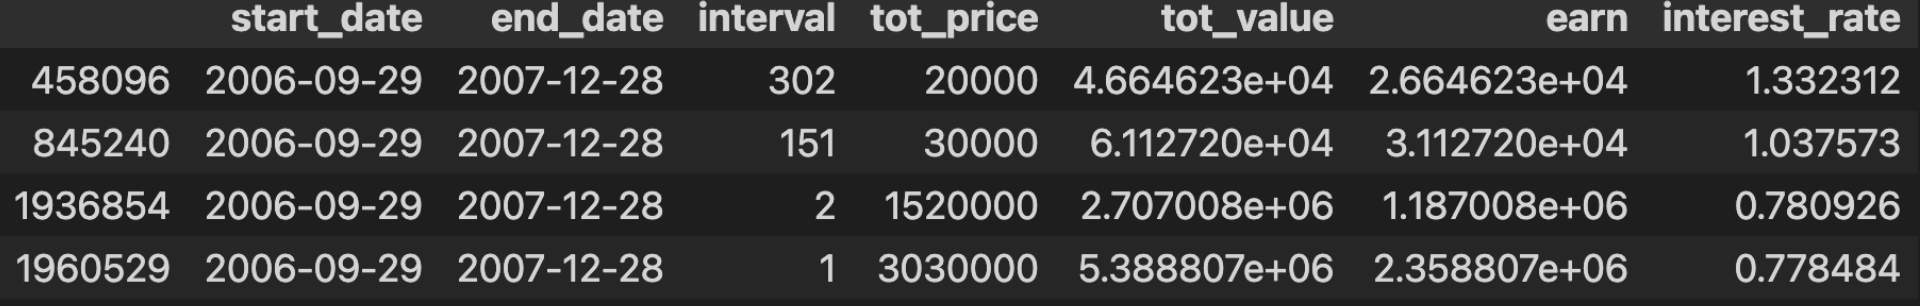 start_date end_date interval tot_price tot_value earn interest_rate
458096 2006-09-29 2007-12-28 302 20000 4.664623e+04 2.664623e+04 1.332312
845240 2006-09-29 2007-12-28 151 30000 6.112720e+04 3.112720e+04 1.037573
1936854 2006-09-29 2007-12-28 2 1520000 2.707008e+06 1.187008e+06 0.780926
1960529 2006-09-29 2007-12-28 1 3030000 5.388807e+06 2.358807e+06 0.778484